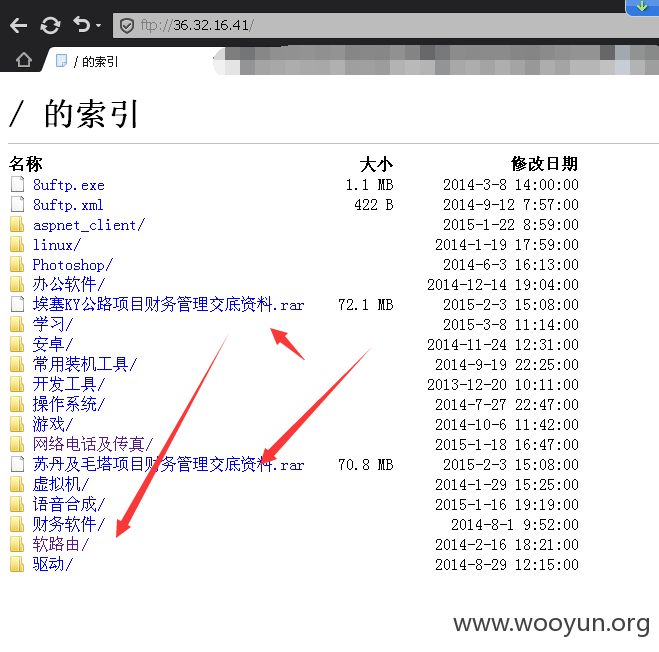 ftp://36.32.16.41/
/ 的索引
/ 的索引
名称 大小 修改日期
8uftp.exe 1.1 MB 2014-3-8 14:00:00
8uftp.xml 422 B 2014-9-12 7:57:00
aspnet_client/ 2015-1-22 8:59:00
linux/ 2014-1-19 17:59:00
Photoshop/ 2014-6-3 16:13:00
办公软件/ 2014-12-14 19:04:00
埃塞KY公路项目财务管理交底资料.rar 72.1 MB 2015-2-3 15:08:00
学习/ 2015-3-8 11:14:00
安卓/ 2014-11-24 12:31:00
常用装机工具/ 2014-9-19 22:25:00
开发工具/ 2013-12-20 10:11:00
操作系统/ 2014-7-27 22:47:00
游戏/ 2014-10-6 11:42:00
网络电话及传真/ 2015-1-18 16:47:00
苏丹及毛塔项目财务管理交底资料.rar 70.8 MB 2015-2-3 15:08:00
虚拟机/ 2014-1-29 15:25:00
语音合成/ 2015-1-16 19:19:00
财务软件/ 2014-8-1 9:52:00
软路由/ 2014-2-16 18:21:00
驱动/ 2014-8-29 12:15:00
www.wooyun.org